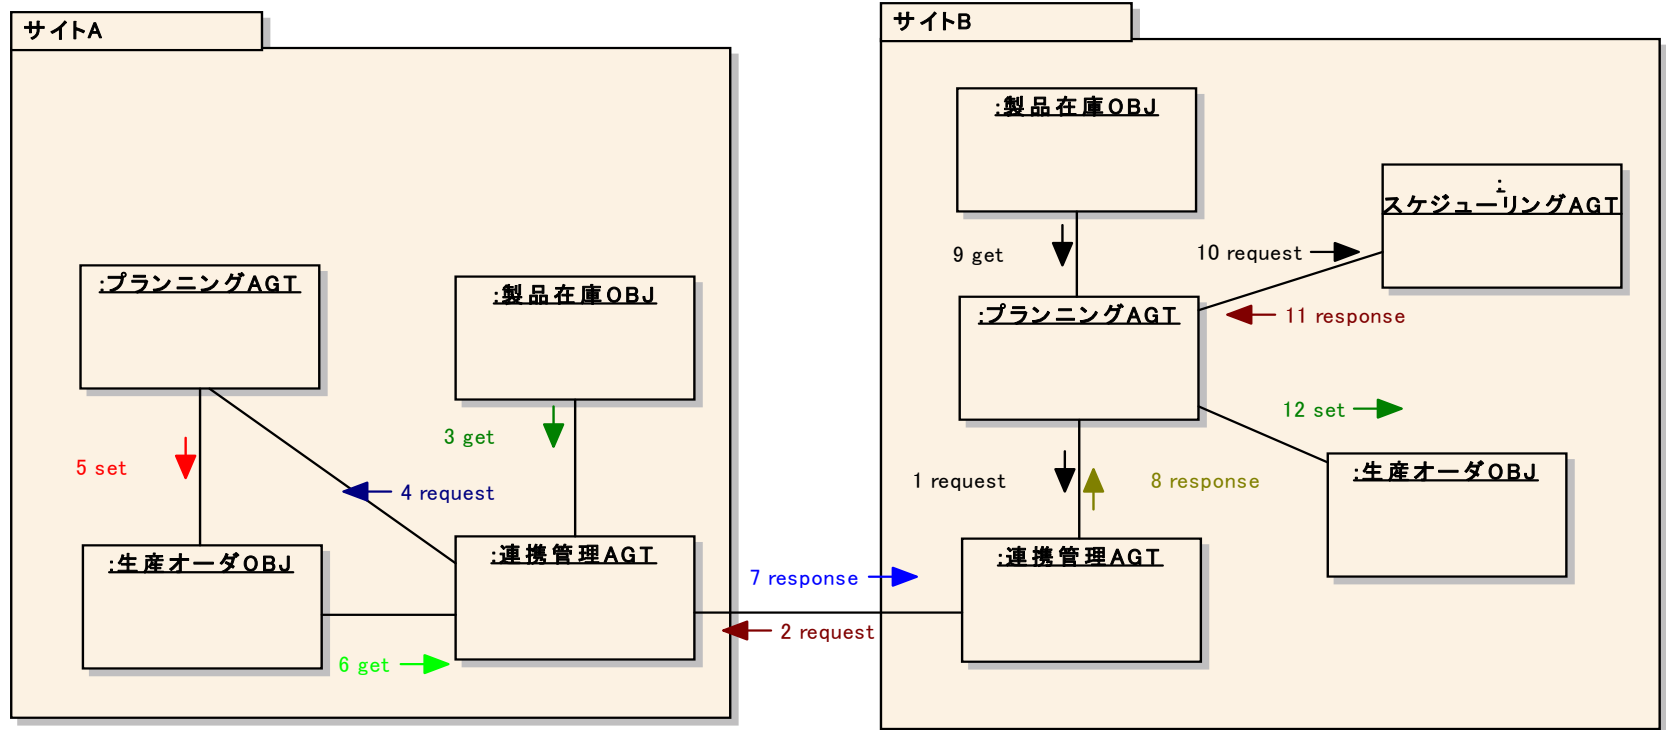 サイトA
:プランニングAGT
:製品在庫OBJ
3 get
5 set
4 request
:生産オーダOBJ
:連携管理AGT
6 get
7 response
2 request
サイトB
:製品在庫OBJ
:
スケジューリングAGT
9 get
10 request
:プランニングAGT
11 response
12 set
1 request
8 response
:生産オーダOBJ
:連携管理AGT